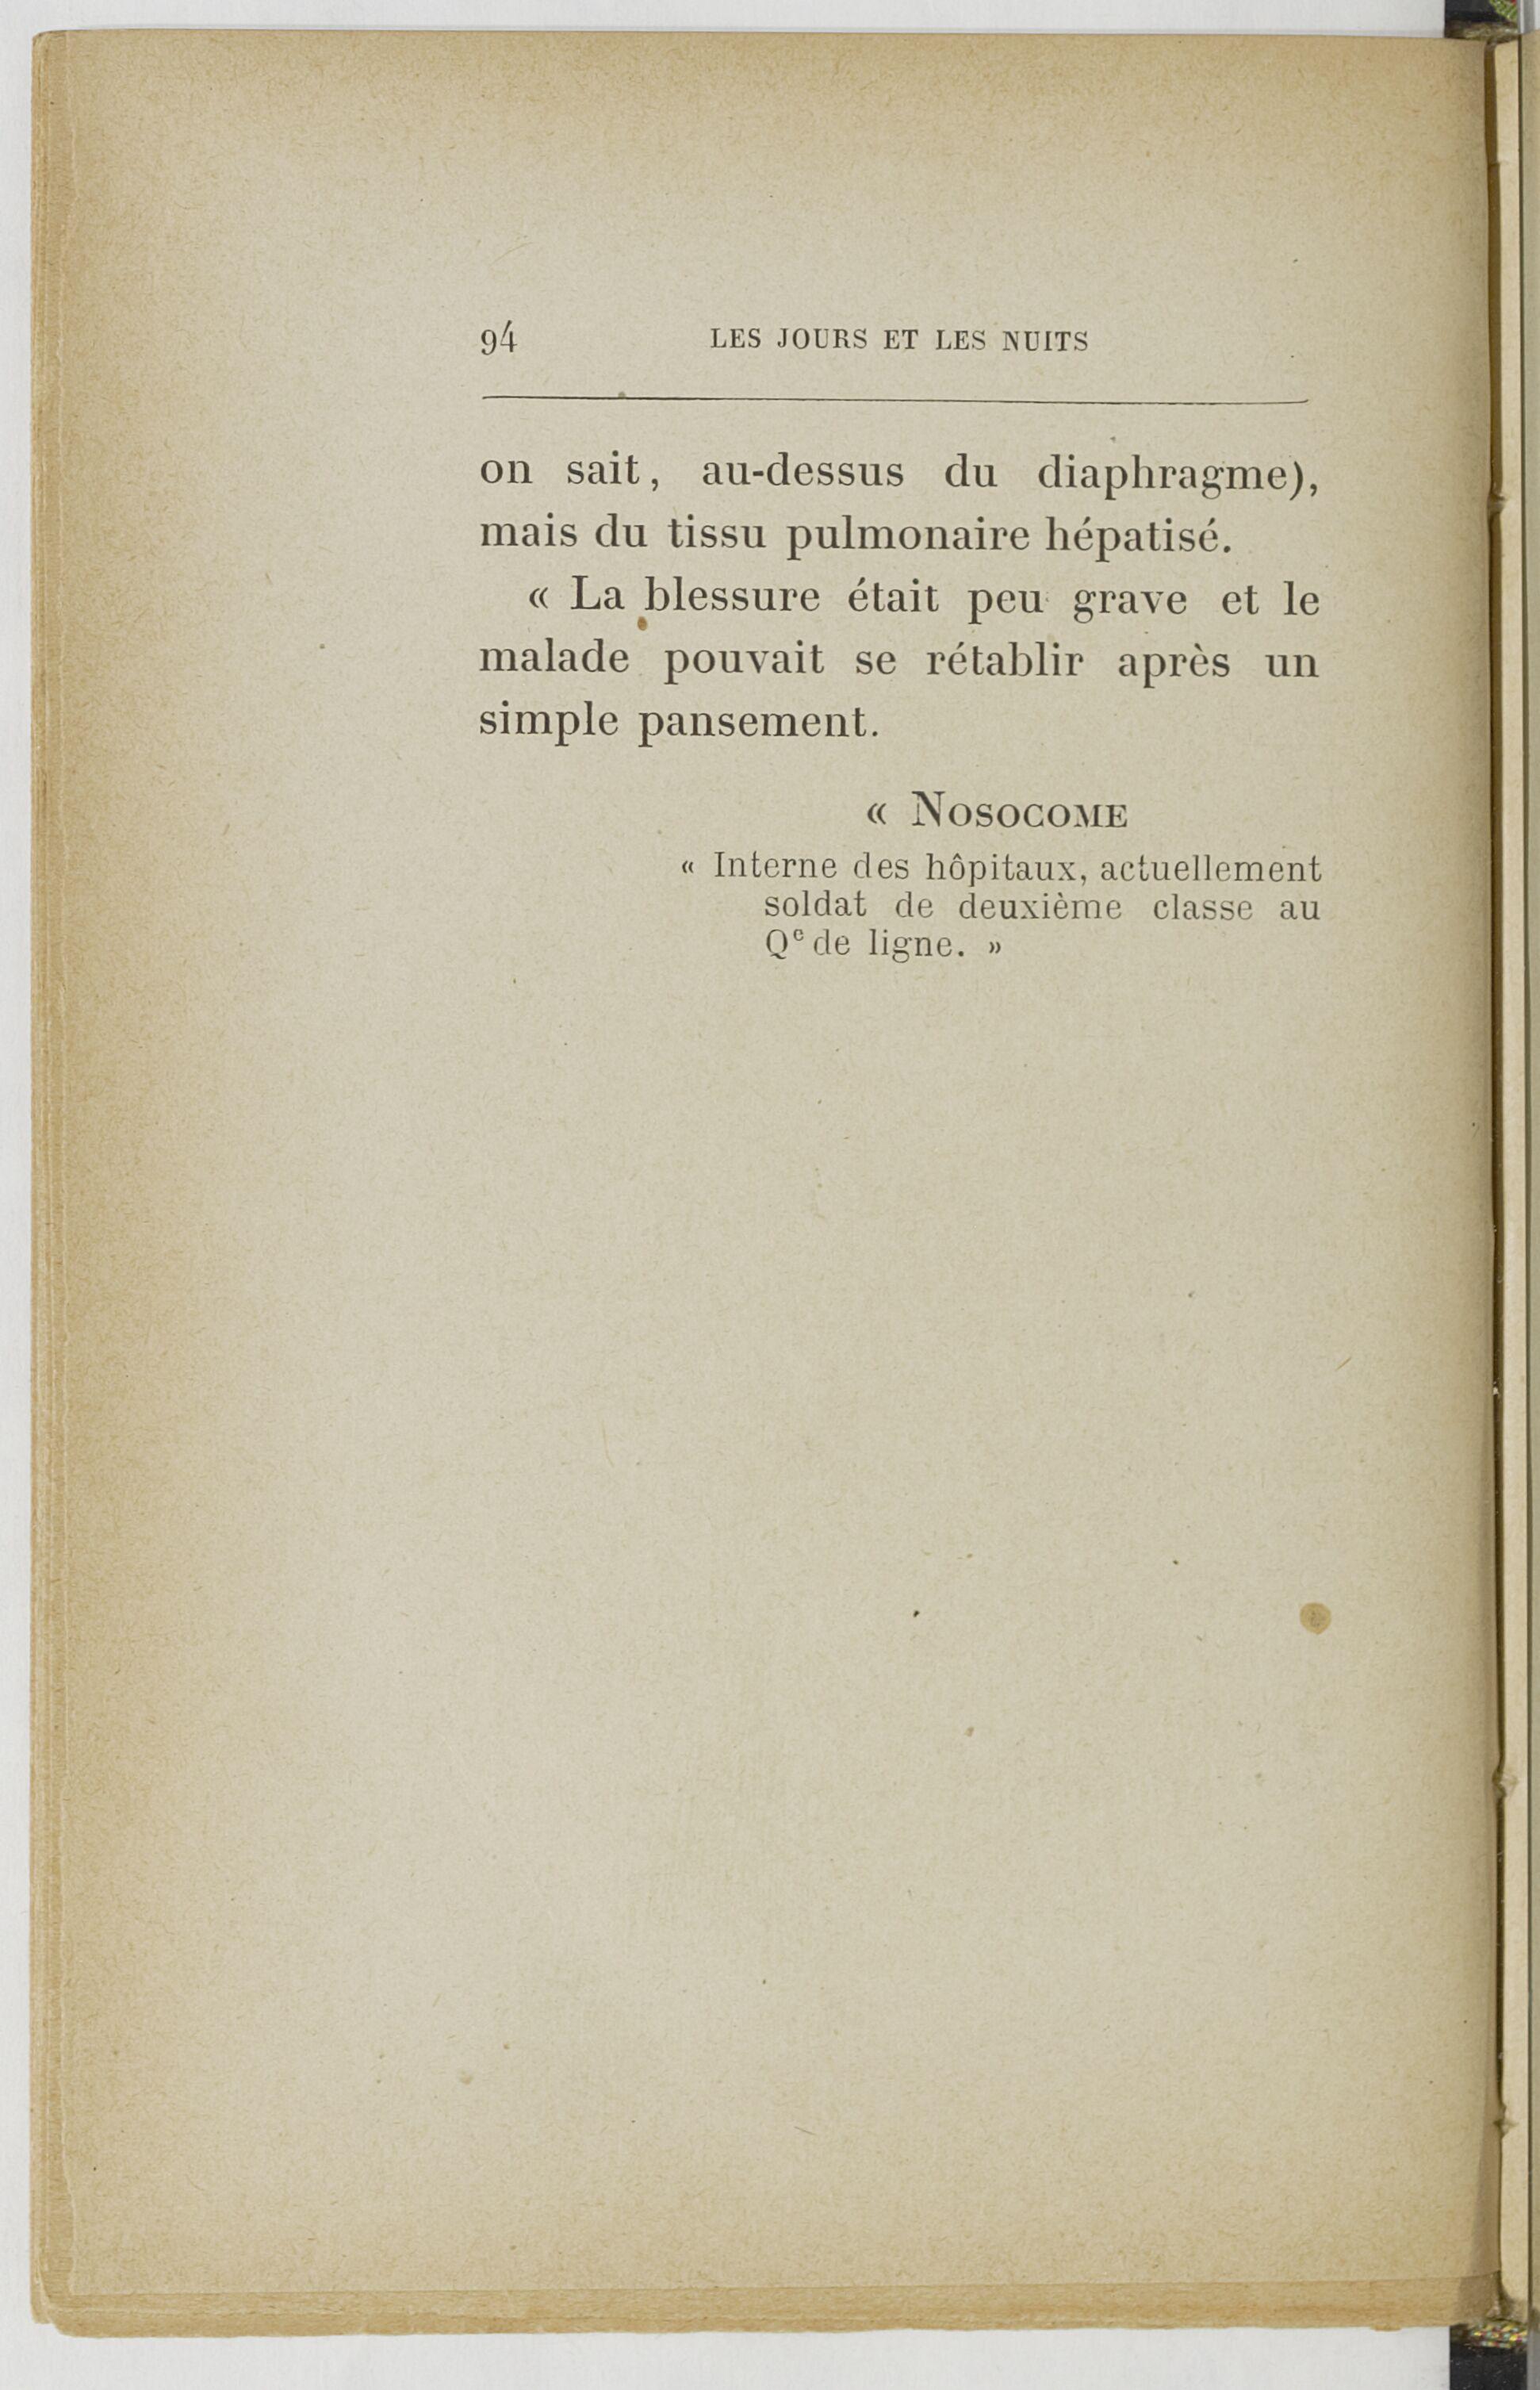 94 LES JOURS ET LES NUITS
on sait, au-dessus du diaphragme),
mais du tissu pulmonaire hépatisé.
« La blessure était peu grave et le
malade pouvait se rétablir après un
simple pansement.
« NOSOCOME
« Interne des hôpitaux, actuellement
soldat de deuxième classe au
Qᵉ de ligne. »